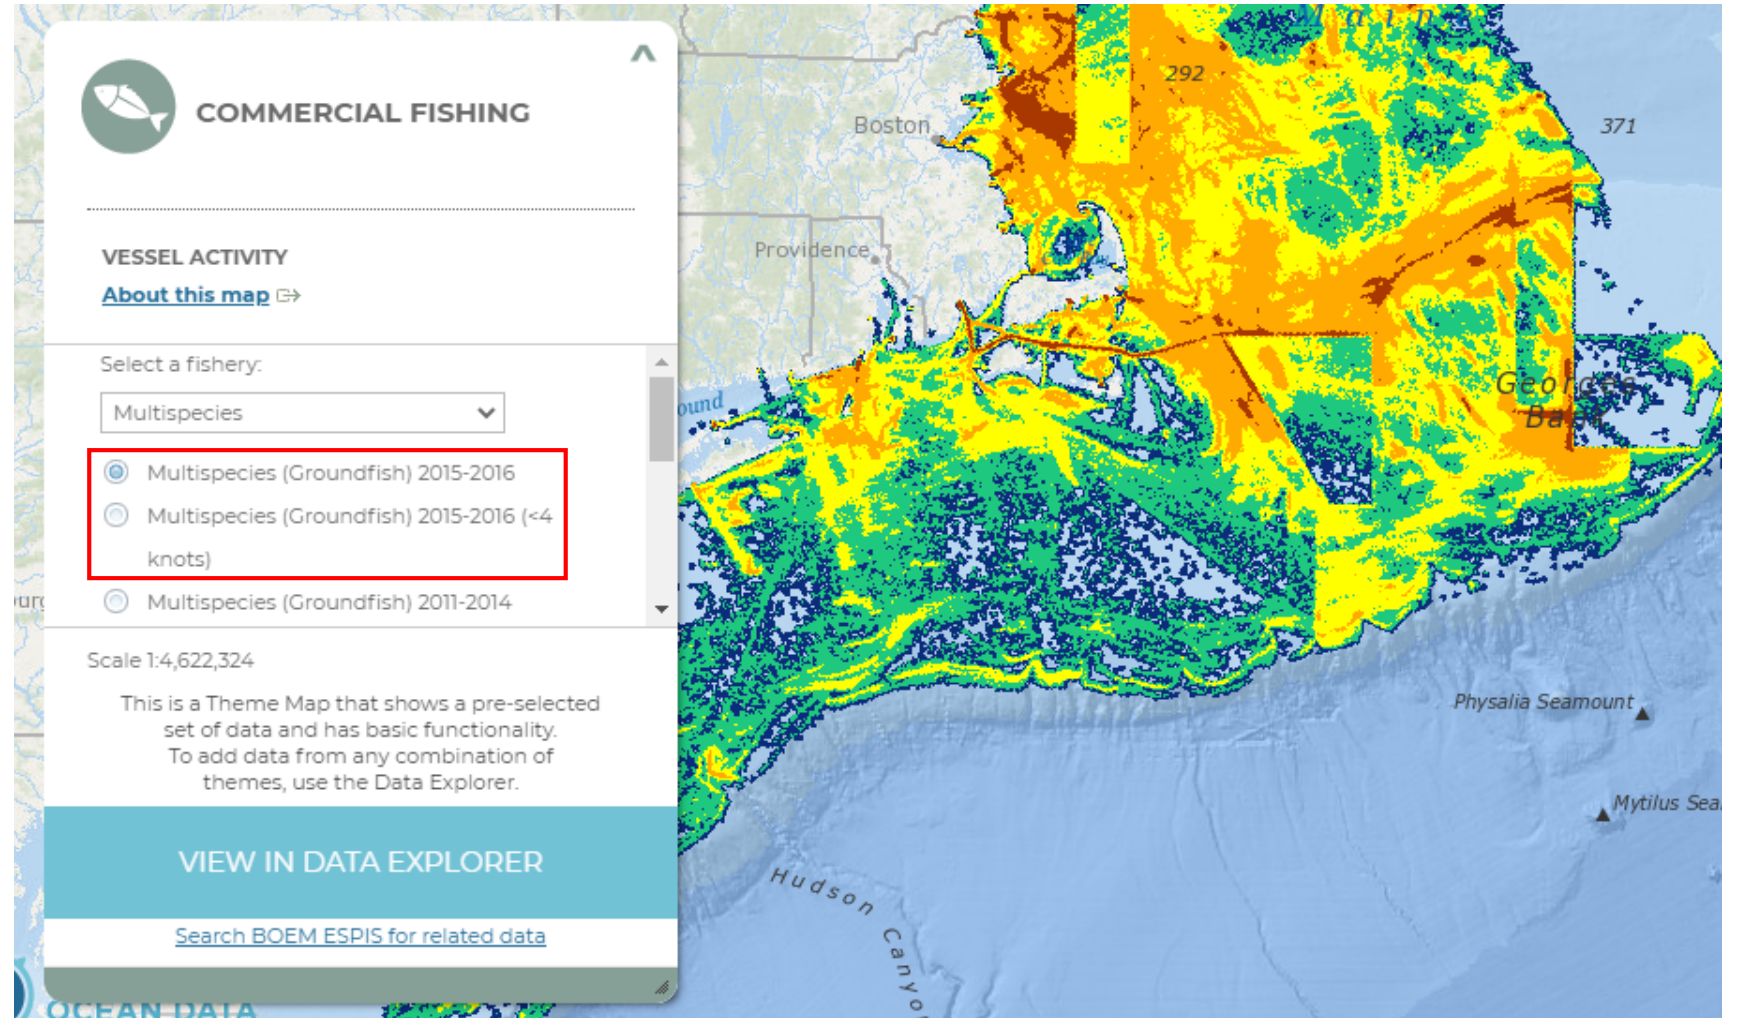 COMMERCIAL FISHING
VESSEL ACTIVITY
About this map
Select a fishery:
Multispecies
Multispecies (Groundfish) 2015-2016
Multispecies (Groundfish) 2015-2016 (<4
knots)
Multispecies (Groundfish) 2011-2014
Scale 1:4,622,324
This is a Theme Map that shows a pre-selected
set of data and has basic functionality.
To add data from any combination of
themes, use the Data Explorer.
VIEW IN DATA EXPLORER
Search BOEM ESPIS for related data
OCEAN DATA
292
371
Boston
Providence
ound
Georges
Bank
Physalia Seamount
Mytilus Sea
Hudson
Canyo